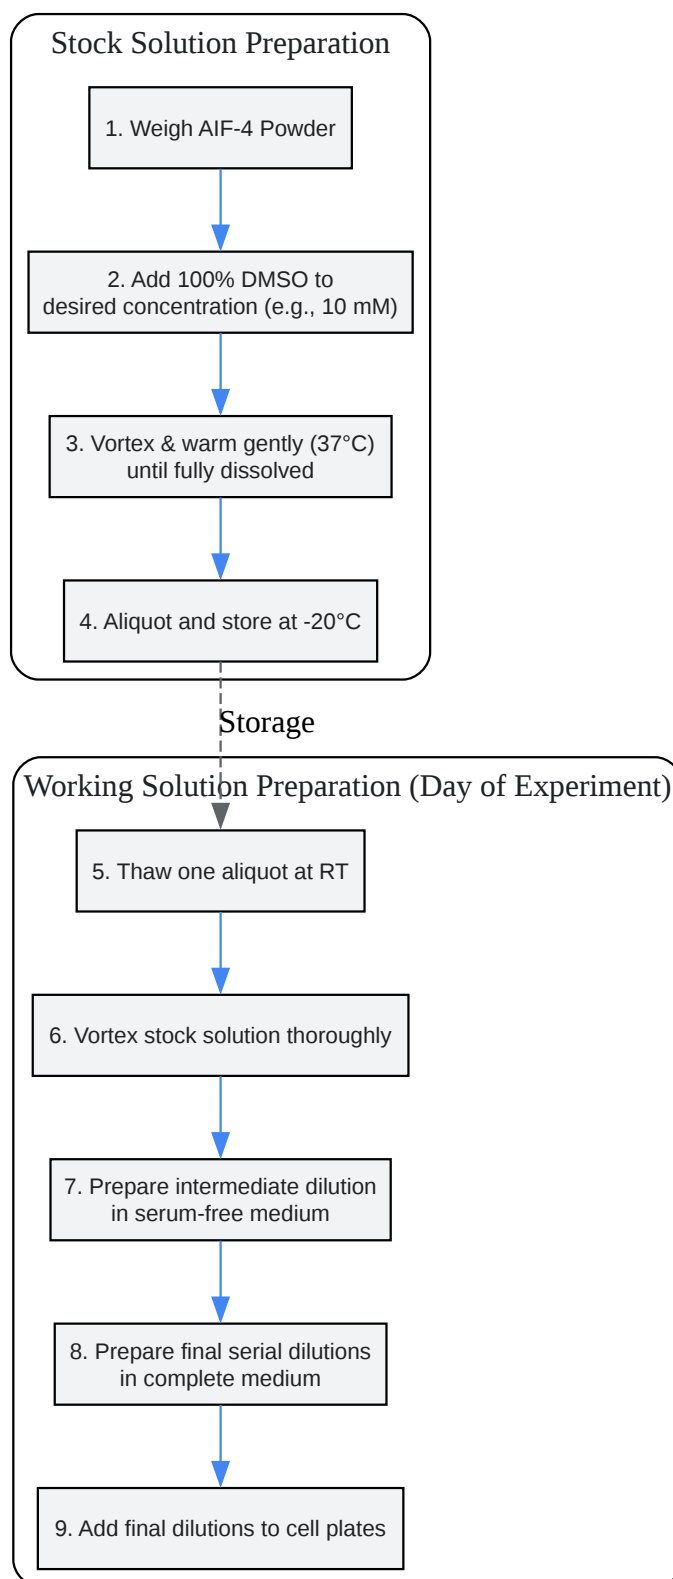 Stock Solution Preparation
1. Weigh AIF-4 Powder
2. Add 100% DMSO to
desired concentration (e.g., 10 mM)
3. Vortex & warm gently (37°C)
until fully dissolved
4. Aliquot and store at -20°C
Storage
Working Solution Preparation (Day of Experiment)
5. Thaw one aliquot at RT
6. Vortex stock solution thoroughly
7. Prepare intermediate dilution
in serum-free medium
8. Prepare final serial dilutions
in complete medium
9. Add final dilutions to cell plates